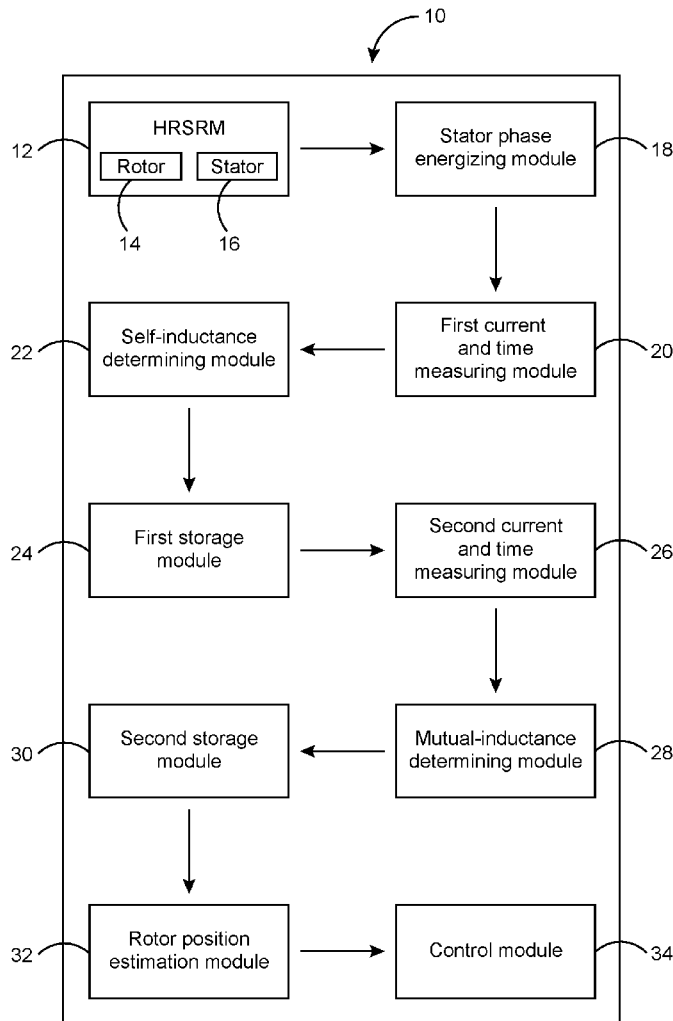 10
HRSRM
Rotor
Stator
12
14
16
Stator phase
energizing module
18
First current
and time
measuring module
20
Self-inductance
determining module
22
First storage
module
24
Second current
and time
measuring module
26
Mutual-inductance
determining module
28
Second storage
module
30
Rotor position
estimation module
32
Control module
34